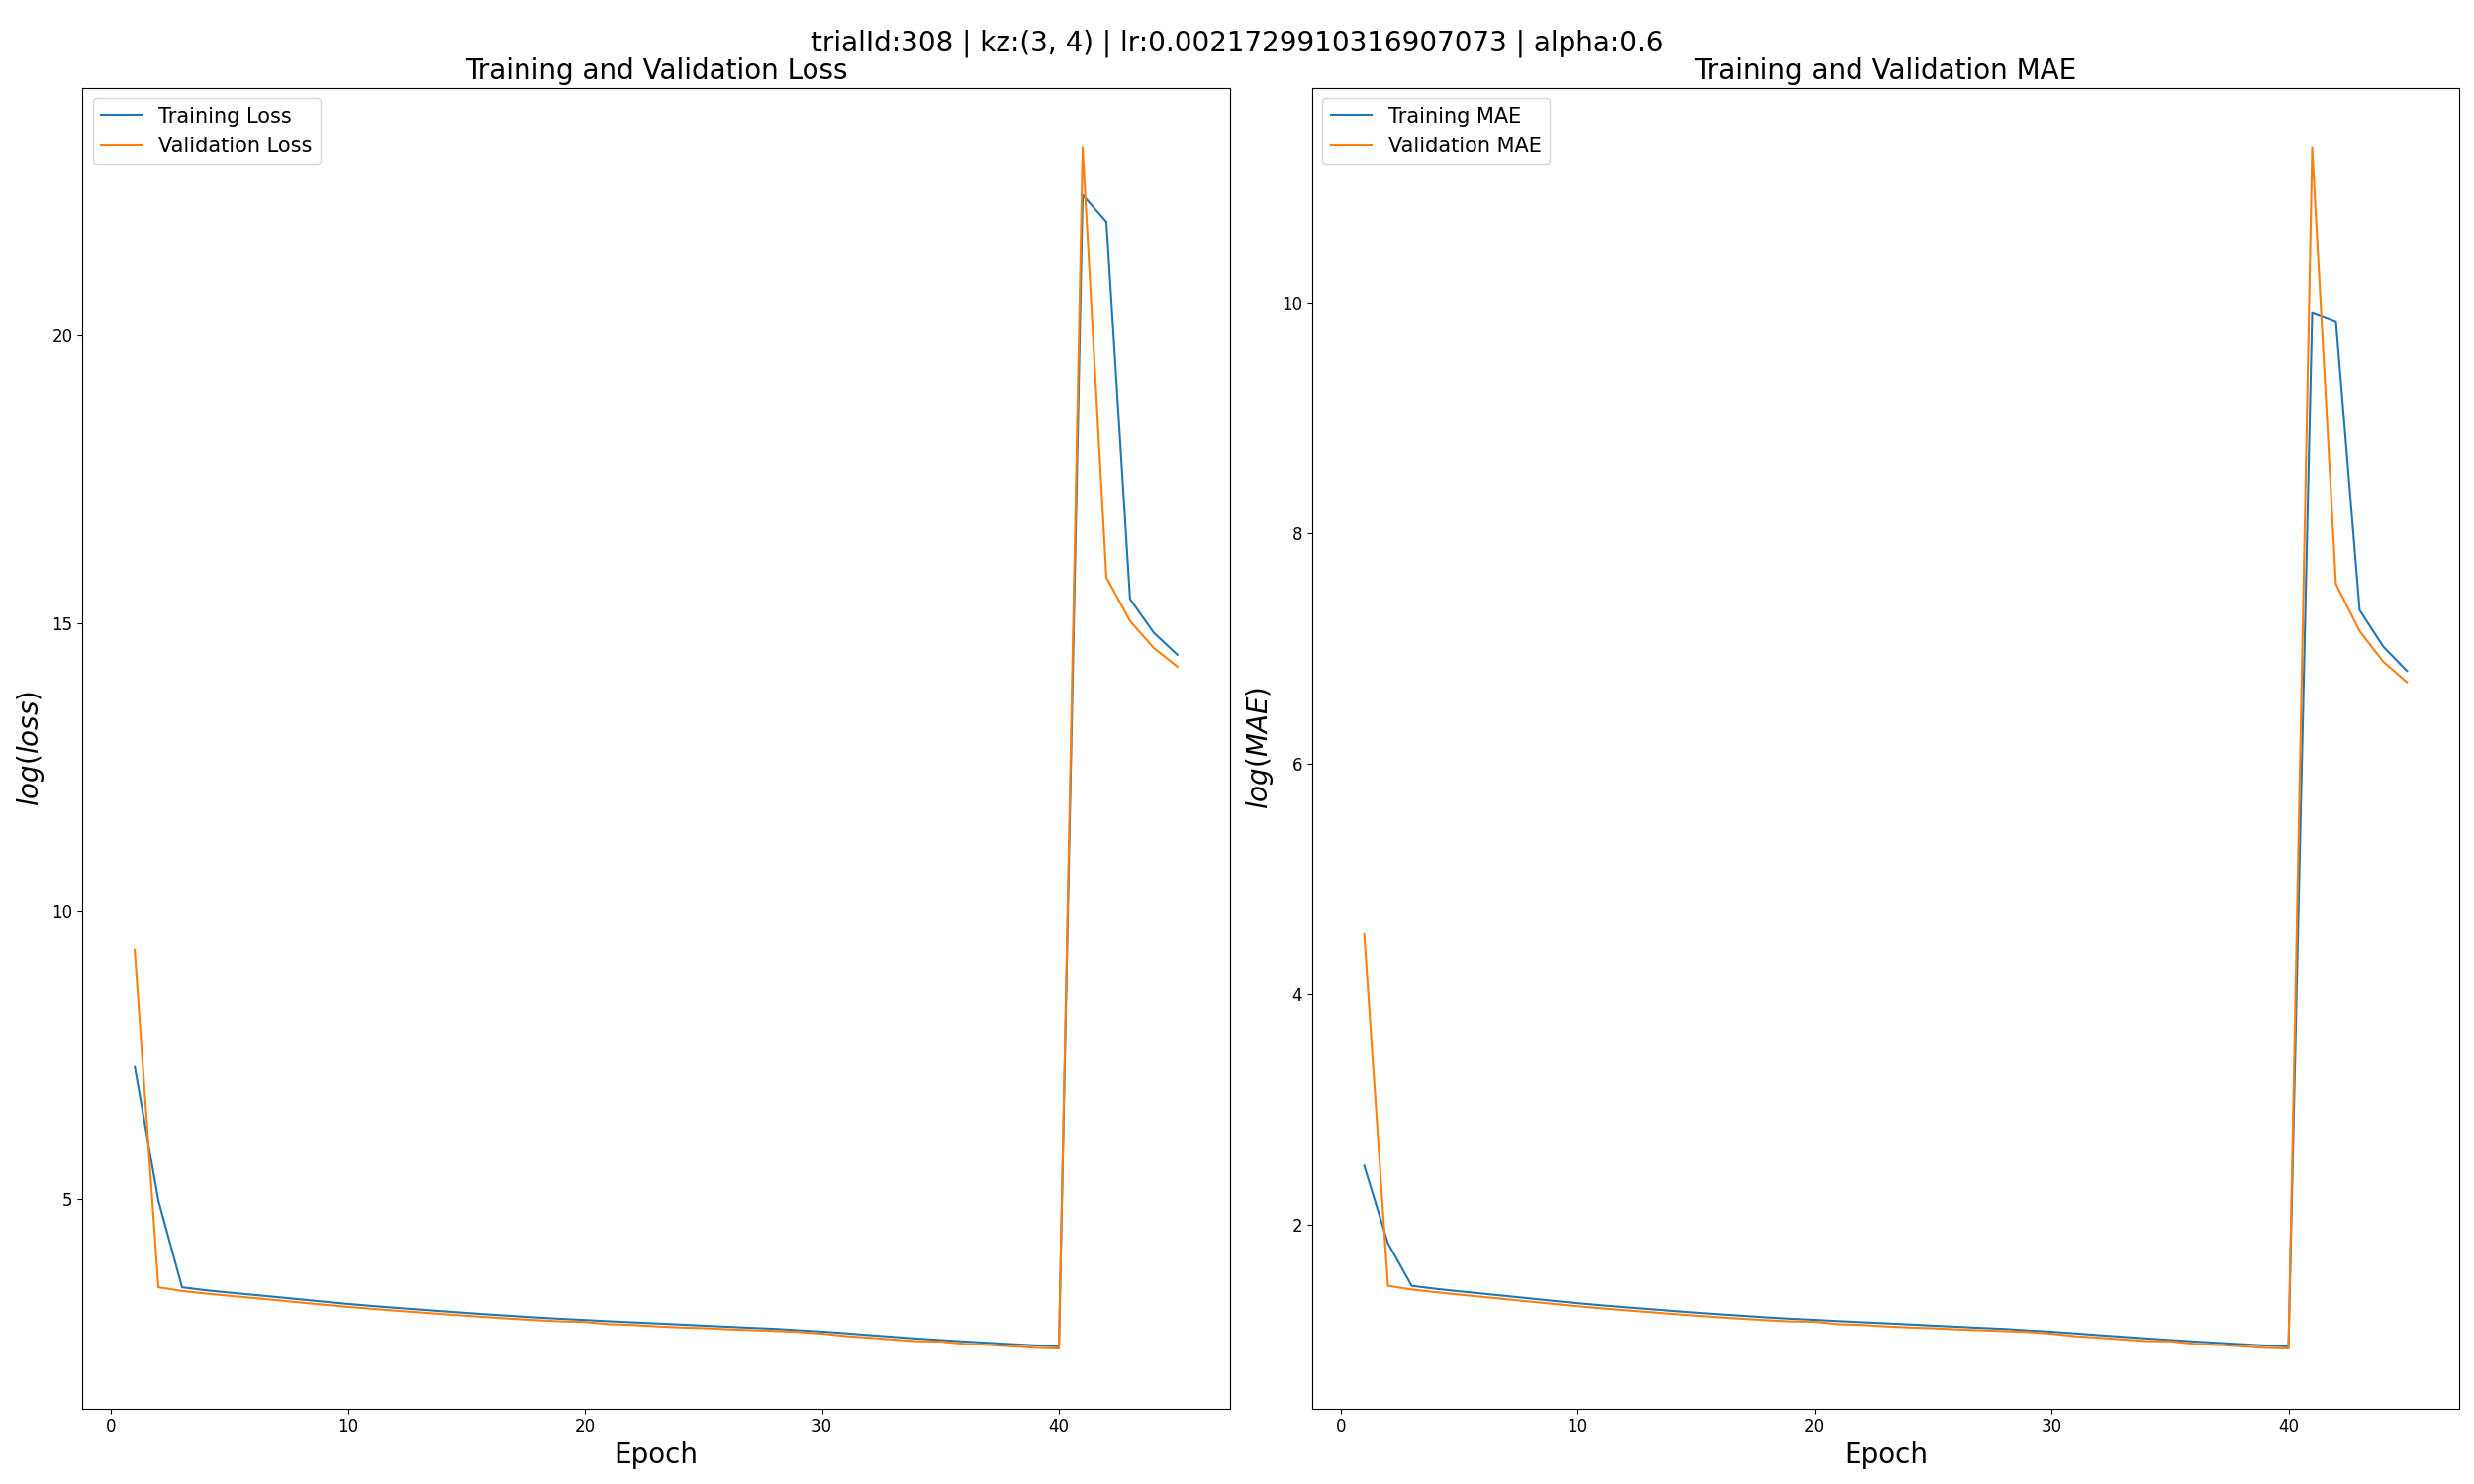 trialId:308 | kz:(3, 4) | lr:0.0021729910316907073 | alpha:0.6
Training and Validation Loss
Training Loss
Validation Loss
log(loss)
20
15
10
5
0 10 20 30 40
Epoch
Training and Validation MAE
Training MAE
Validation MAE
log(MAE)
10
8
6
4
2
0 10 20 30 40
Epoch